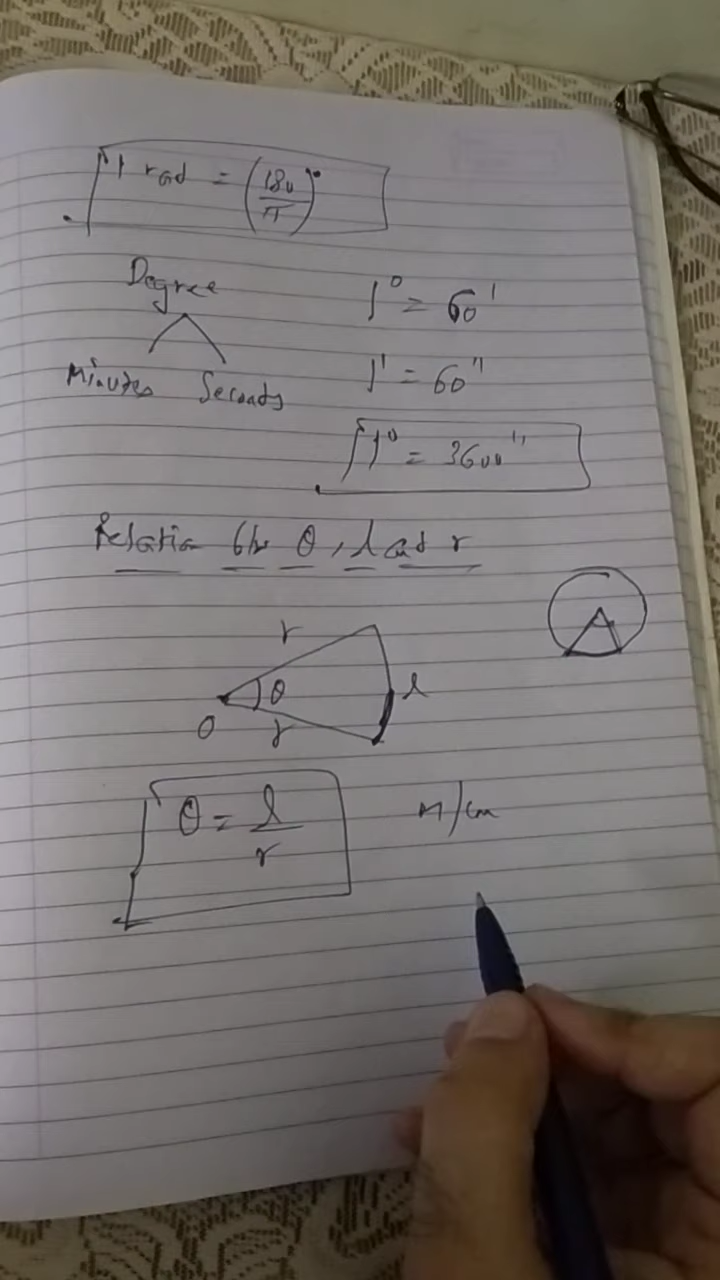 1 rad = (180/π)°
Degree
Minutes Seconds
1° = 60'
1' = 60"
1° = 3600"
Relation b/w θ, l and r
r
θ
l
O
r
θ = l/r
m/cm